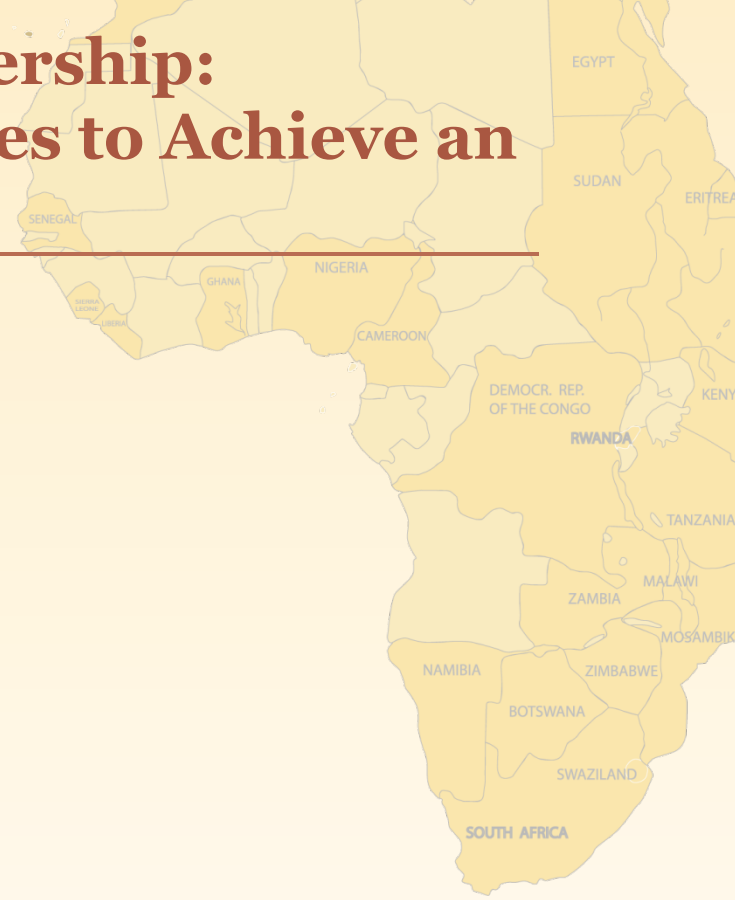 ership:
es to Achieve an
EGYPT
SUDAN
ERITREA
SENEGAL
NIGERIA
GHANA
SIERRA
LEONE
LIBERIA
CAMEROON
DEMOCR. REP.
OF THE CONGO
KENY
RWANDA
TANZANIA
MALAWI
ZAMBIA
MOSAMBIK
NAMIBIA
ZIMBABWE
BOTSWANA
SWAZILAND
SOUTH AFRICA